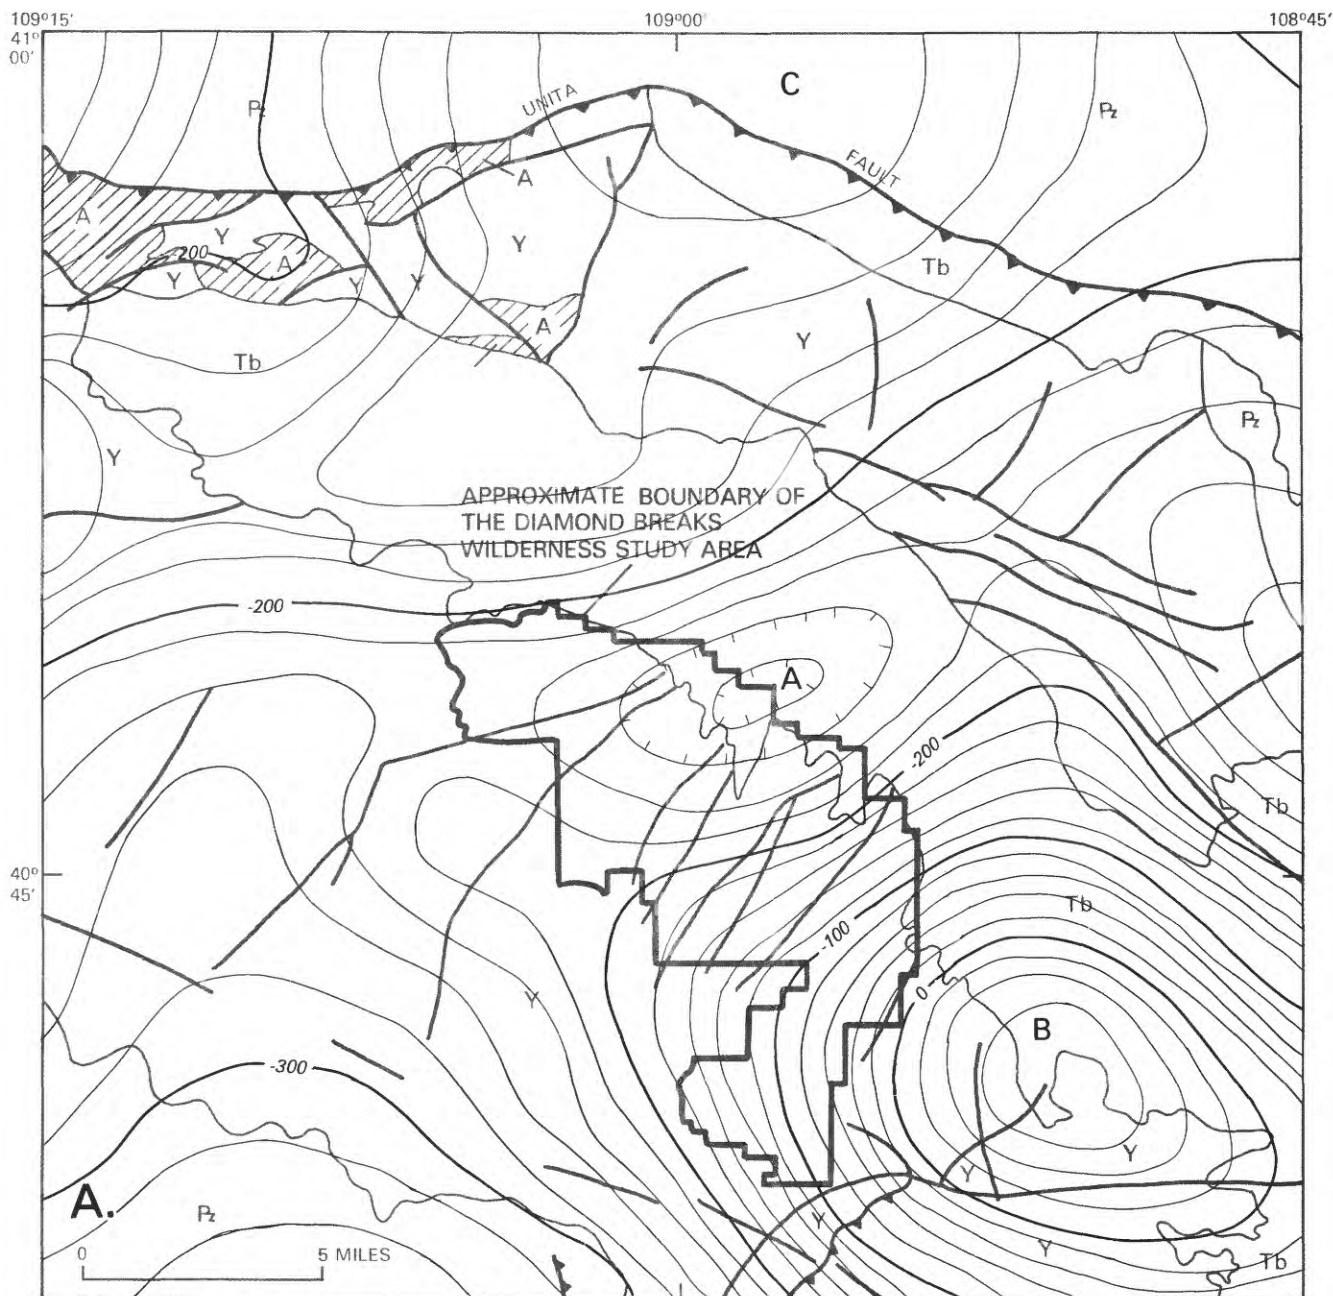 109°15′
109°00′
108°45′
41°
00′
C
Pz
Pz
UNITA
FAULT
A
A
Y
Y
Tb
200
A
Y
Y
Y
A
Y
Tb
Pz
Y
APPROXIMATE BOUNDARY OF
THE DIAMOND BREAKS
WILDERNESS STUDY AREA
-200
A
-200
Tb
40°
45′
Tb
-100
Y
0
B
-300
Y
Y
A.
Pz
Y
Y
Tb
0
5 MILES